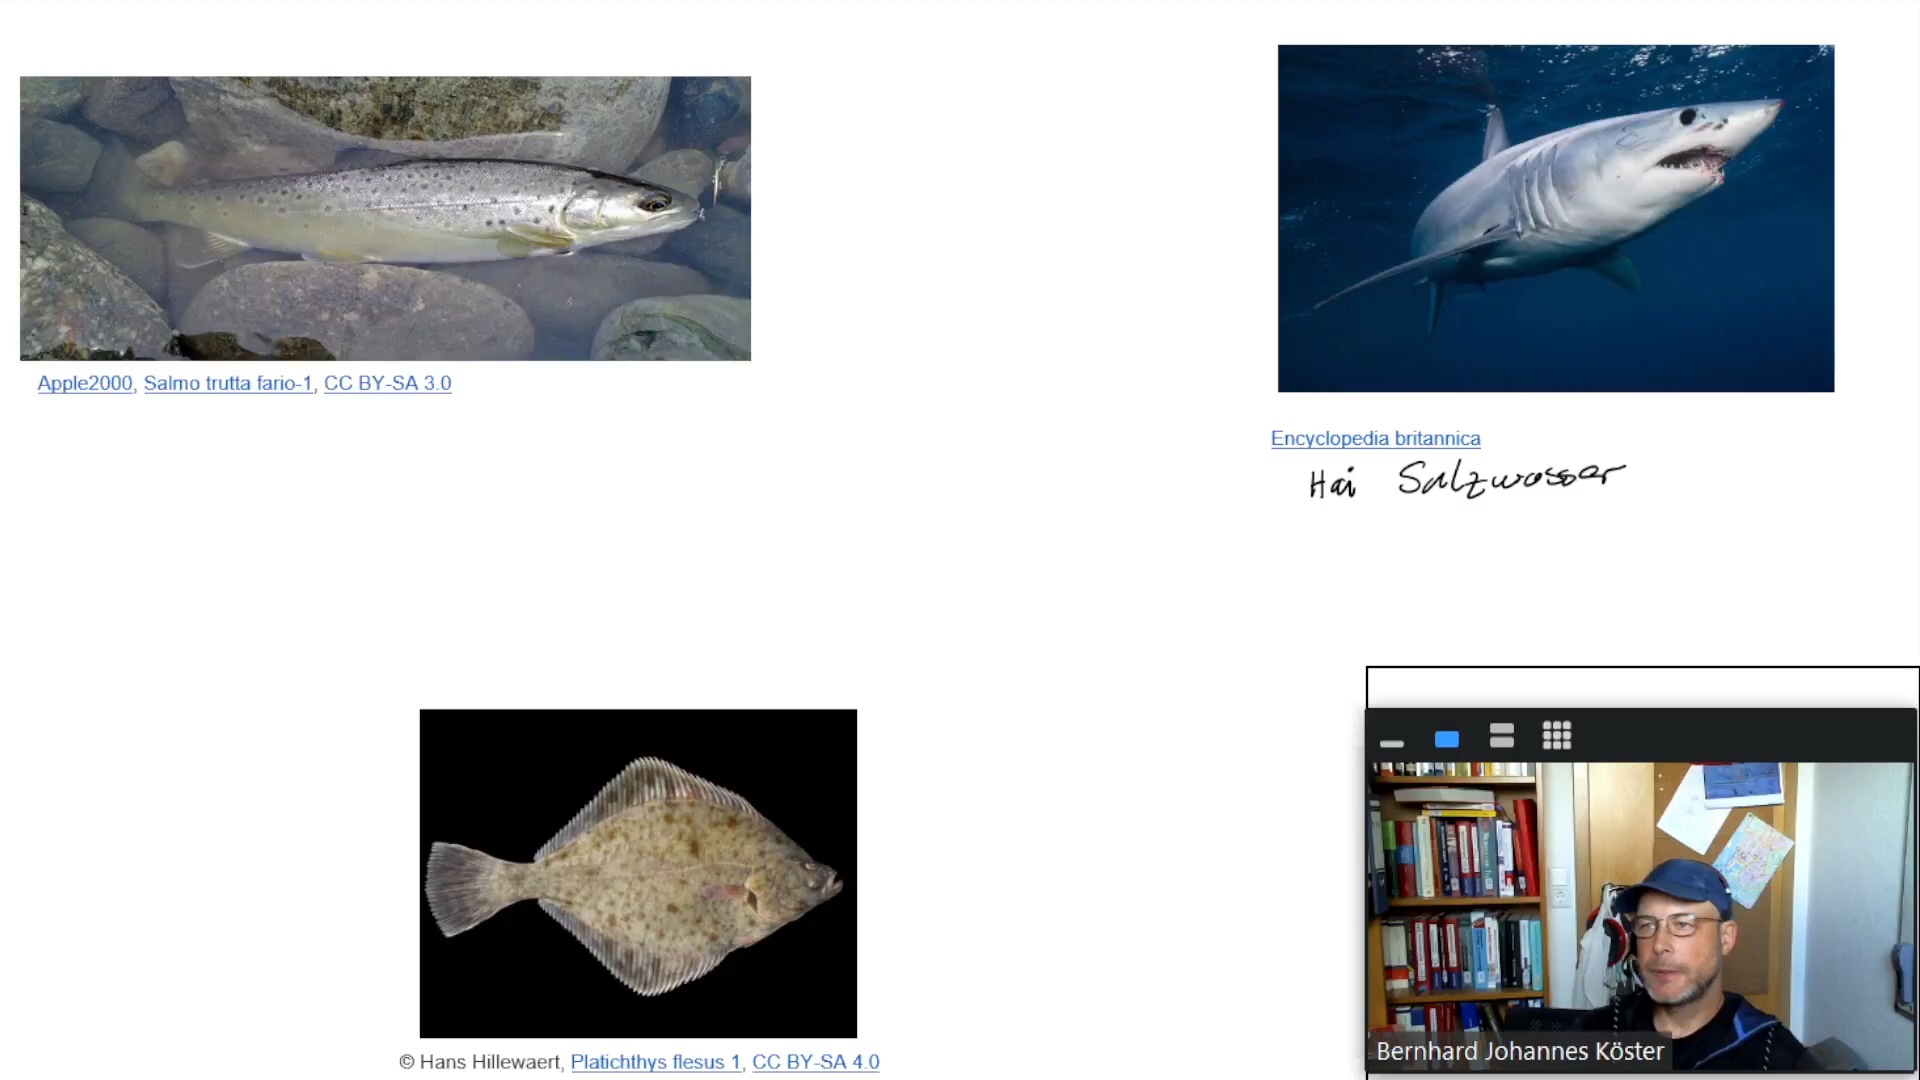 Apple2000, Salmo trutta fario-1, CC BY-SA 3.0
Encyclopedia britannica
Hai Salzwasser
© Hans Hillewaert, Platichthys flesus 1, CC BY-SA 4.0
Bernhard Johannes Köster